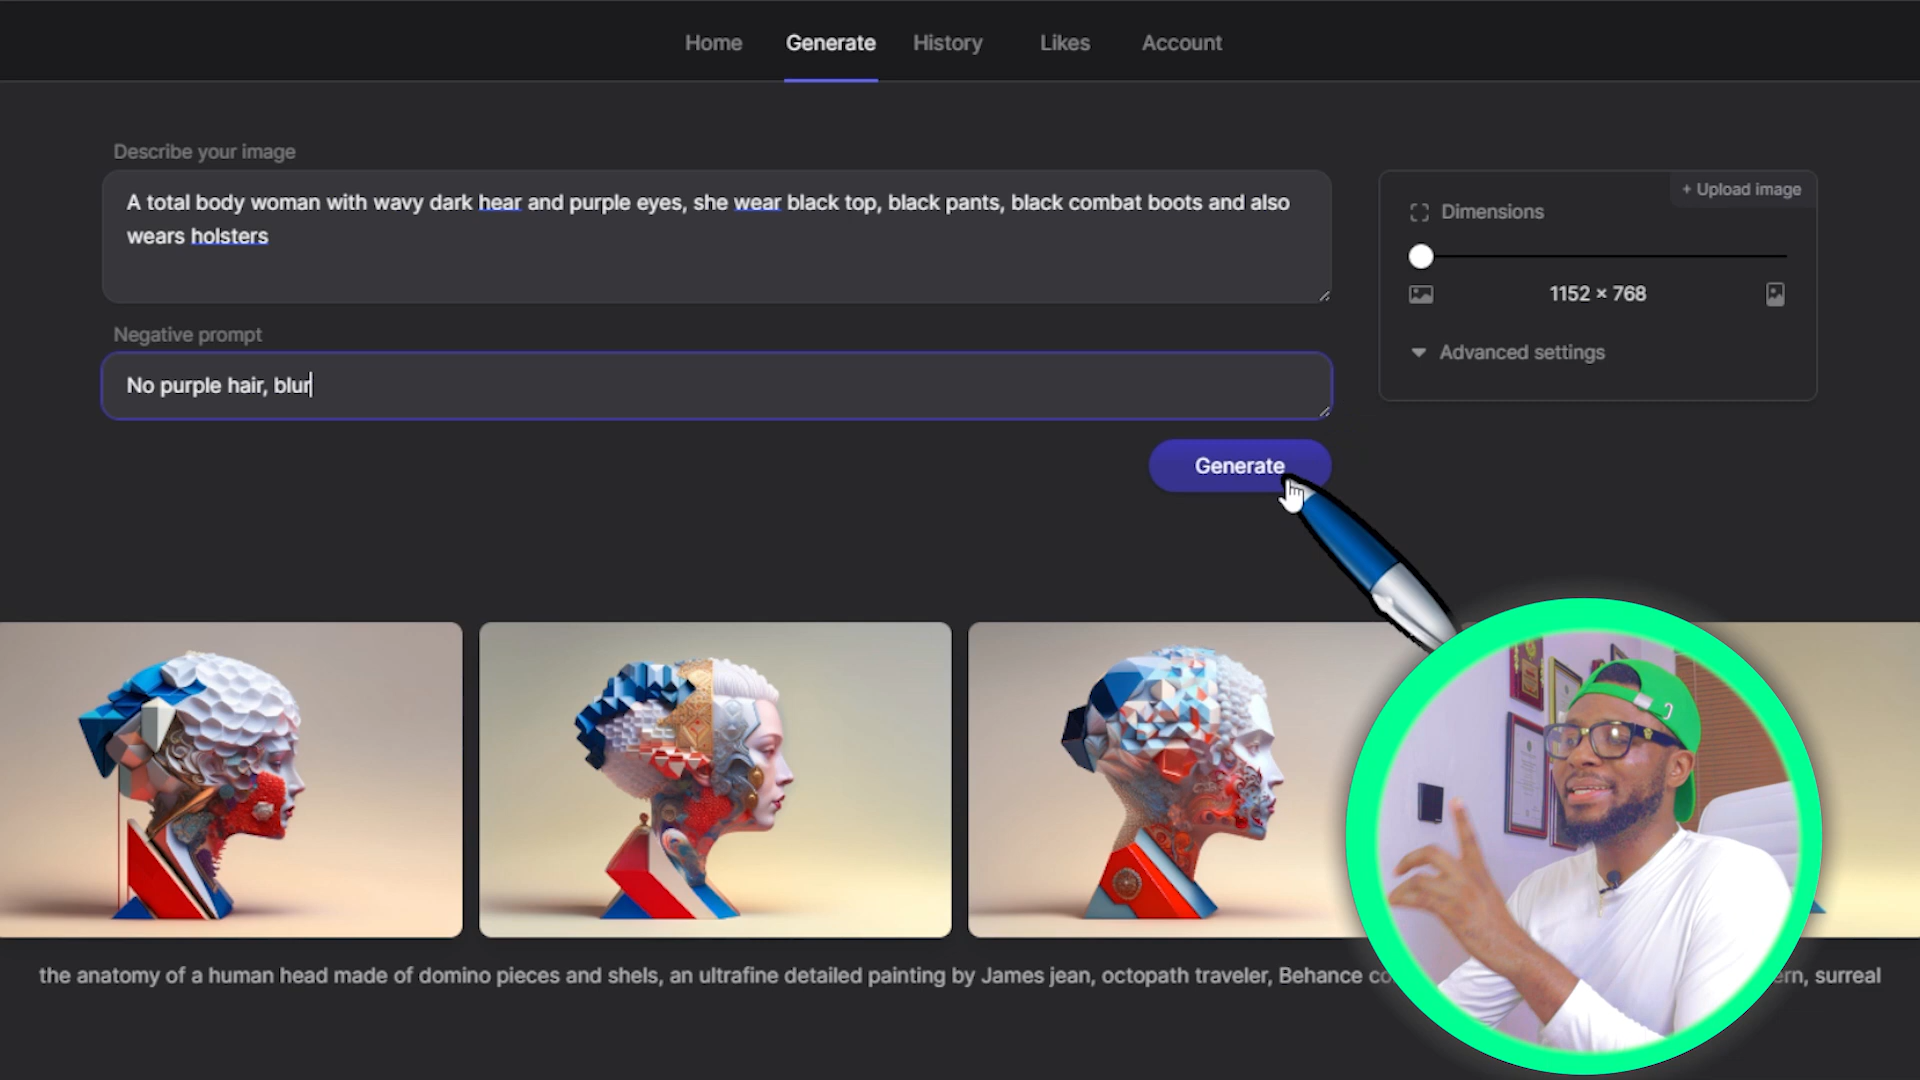 Home Generate History Likes Account
Describe your image
A total body woman with wavy dark hear and purple eyes, she wear black top, black pants, black combat boots and also
wears holsters
+ Upload image
Dimensions
1152 × 768
Advanced settings
Negative prompt
No purple hair, blur
Generate
the anatomy of a human head made of domino pieces and shels, an ultrafine detailed painting by James jean, octopath traveler, Behance surreal